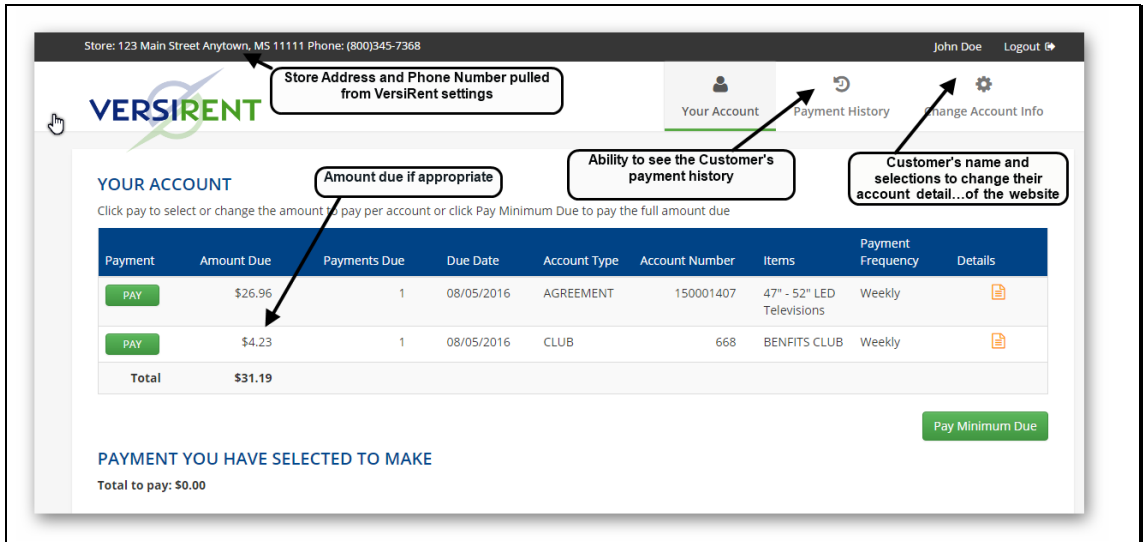 Store: 123 Main Street Anytown, MS 11111 Phone: (800)345-7368
John Doe Logout
Store Address and Phone Number pulled
from VersiRent settings
VERSIRENT
Your Account
Payment History
Change Account Info
Ability to see the Customer's
payment history
Customer's name and
selections to change their
account detail...of the website
Amount due if appropriate
YOUR ACCOUNT
Click pay to select or change the amount to pay per account or click Pay Minimum Due to pay the full amount due
Payment Amount Due Payments Due Due Date Account Type Account Number Items Payment Frequency Details
PAY $26.96 1 08/05/2016 AGREEMENT 150001407 47" - 52" LED Weekly
Televisions
PAY $4.23 1 08/05/2016 CLUB 668 BENFITS CLUB Weekly
Total $31.19
Pay Minimum Due
PAYMENT YOU HAVE SELECTED TO MAKE
Total to pay: $0.00